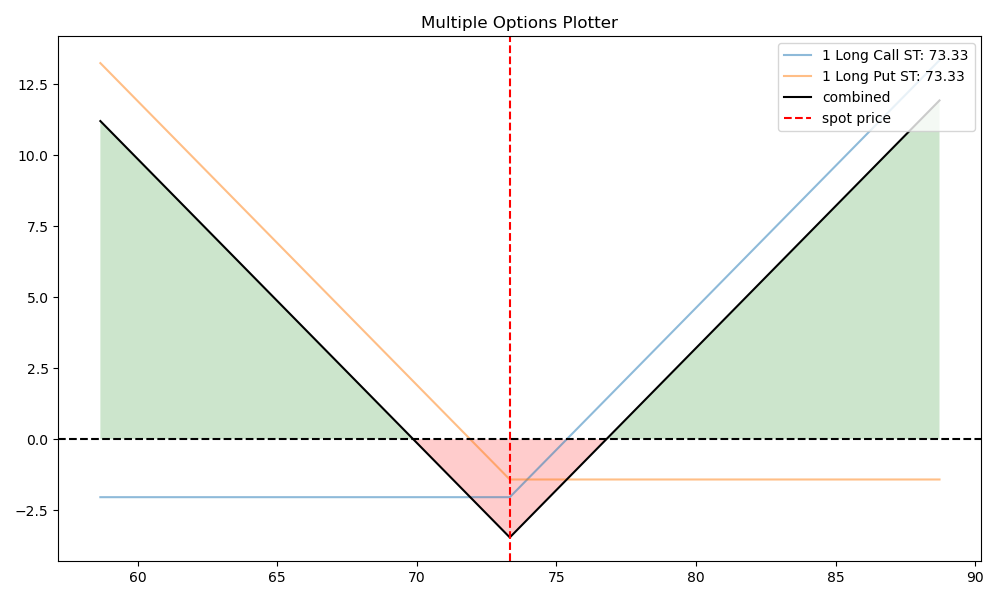 Multiple Options Plotter
1 Long Call ST: 73.33
1 Long Put ST: 73.33
combined
spot price
12.5
10.0
7.5
5.0
2.5
0.0
−2.5
60 65 70 75 80 85 90